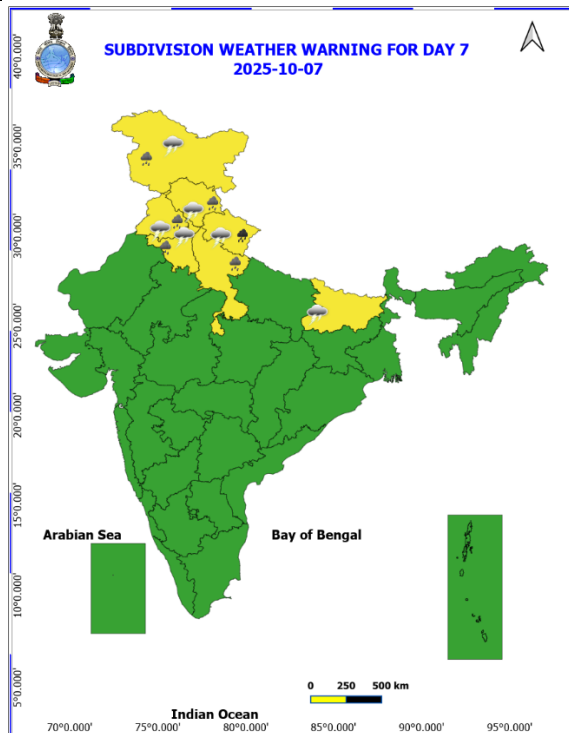 SUBDIVISION WEATHER WARNING FOR DAY 7
2025-10-07
40°0.000'
35°0.000'
30°0.000'
25°0.000'
20°0.000'
15°0.000'
10°0.000'
5°0.000'
Arabian Sea
Bay of Bengal
0 250 500 km
Indian Ocean
70°0.000' 75°0.000' 80°0.000' 85°0.000' 90°0.000' 95°0.000'